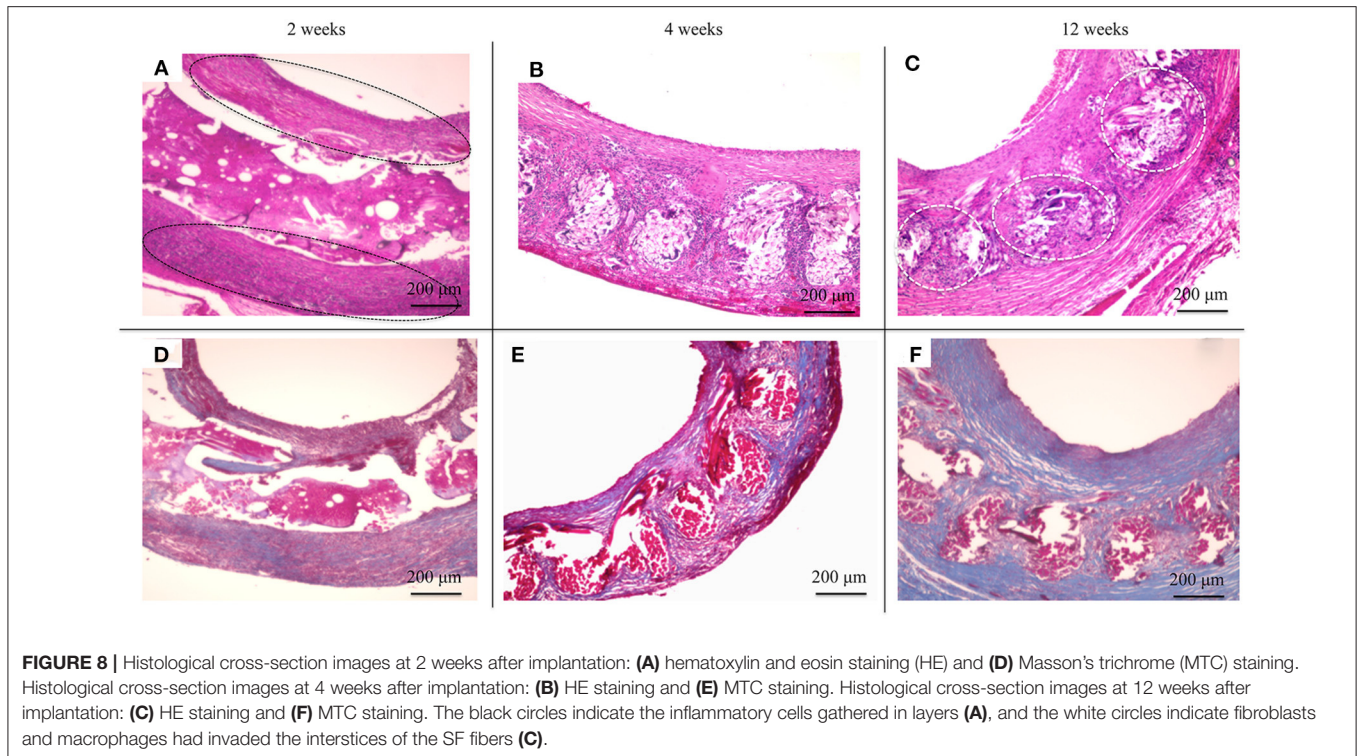 2 weeks
4 weeks
12 weeks
A
B
C
200 µm
200 µm
200 µm
D
E
F
200 µm
200 µm
200 µm
FIGURE 8 | Histological cross-section images at 2 weeks after implantation: (A) hematoxylin and eosin staining (HE) and (D) Masson's trichrome (MTC) staining.
Histological cross-section images at 4 weeks after implantation: (B) HE staining and (E) MTC staining. Histological cross-section images at 12 weeks after
implantation: (C) HE staining and (F) MTC staining. The black circles indicate the inflammatory cells gathered in layers (A), and the white circles indicate fibroblasts
and macrophages had invaded the interstices of the SF fibers (C).